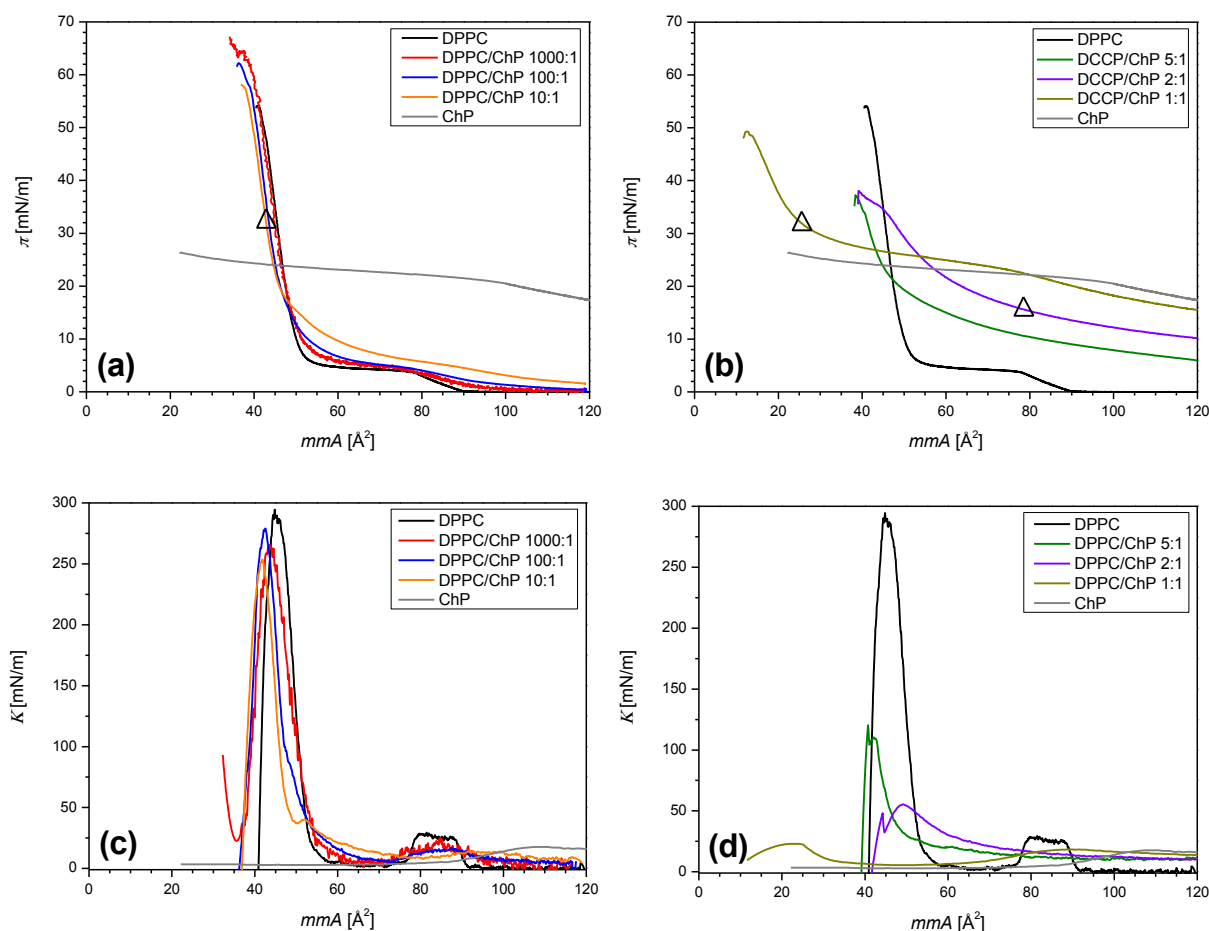 70
60
50
40
30
20
10
0
π [mN/m]
DPPC
DPPC/ChP 1000:1
DPPC/ChP 100:1
DPPC/ChP 10:1
ChP
(a)
0 20 40 60 80 100 120
mmA [Å²]
70
60
50
40
30
20
10
0
π [mN/m]
DPPC
DCCP/ChP 5:1
DCCP/ChP 2:1
DCCP/ChP 1:1
ChP
(b)
0 20 40 60 80 100 120
mmA [Å²]
300
250
200
150
100
50
0
K [mN/m]
DPPC
DPPC/ChP 1000:1
DPPC/ChP 100:1
DPPC/ChP 10:1
ChP
(c)
0 20 40 60 80 100 120
mmA [Å²]
300
250
200
150
100
50
0
K [mN/m]
DPPC
DPPC/ChP 5:1
DPPC/ChP 2:1
DPPC/ChP 1:1
ChP
(d)
0 20 40 60 80 100 120
mmA [Å²]